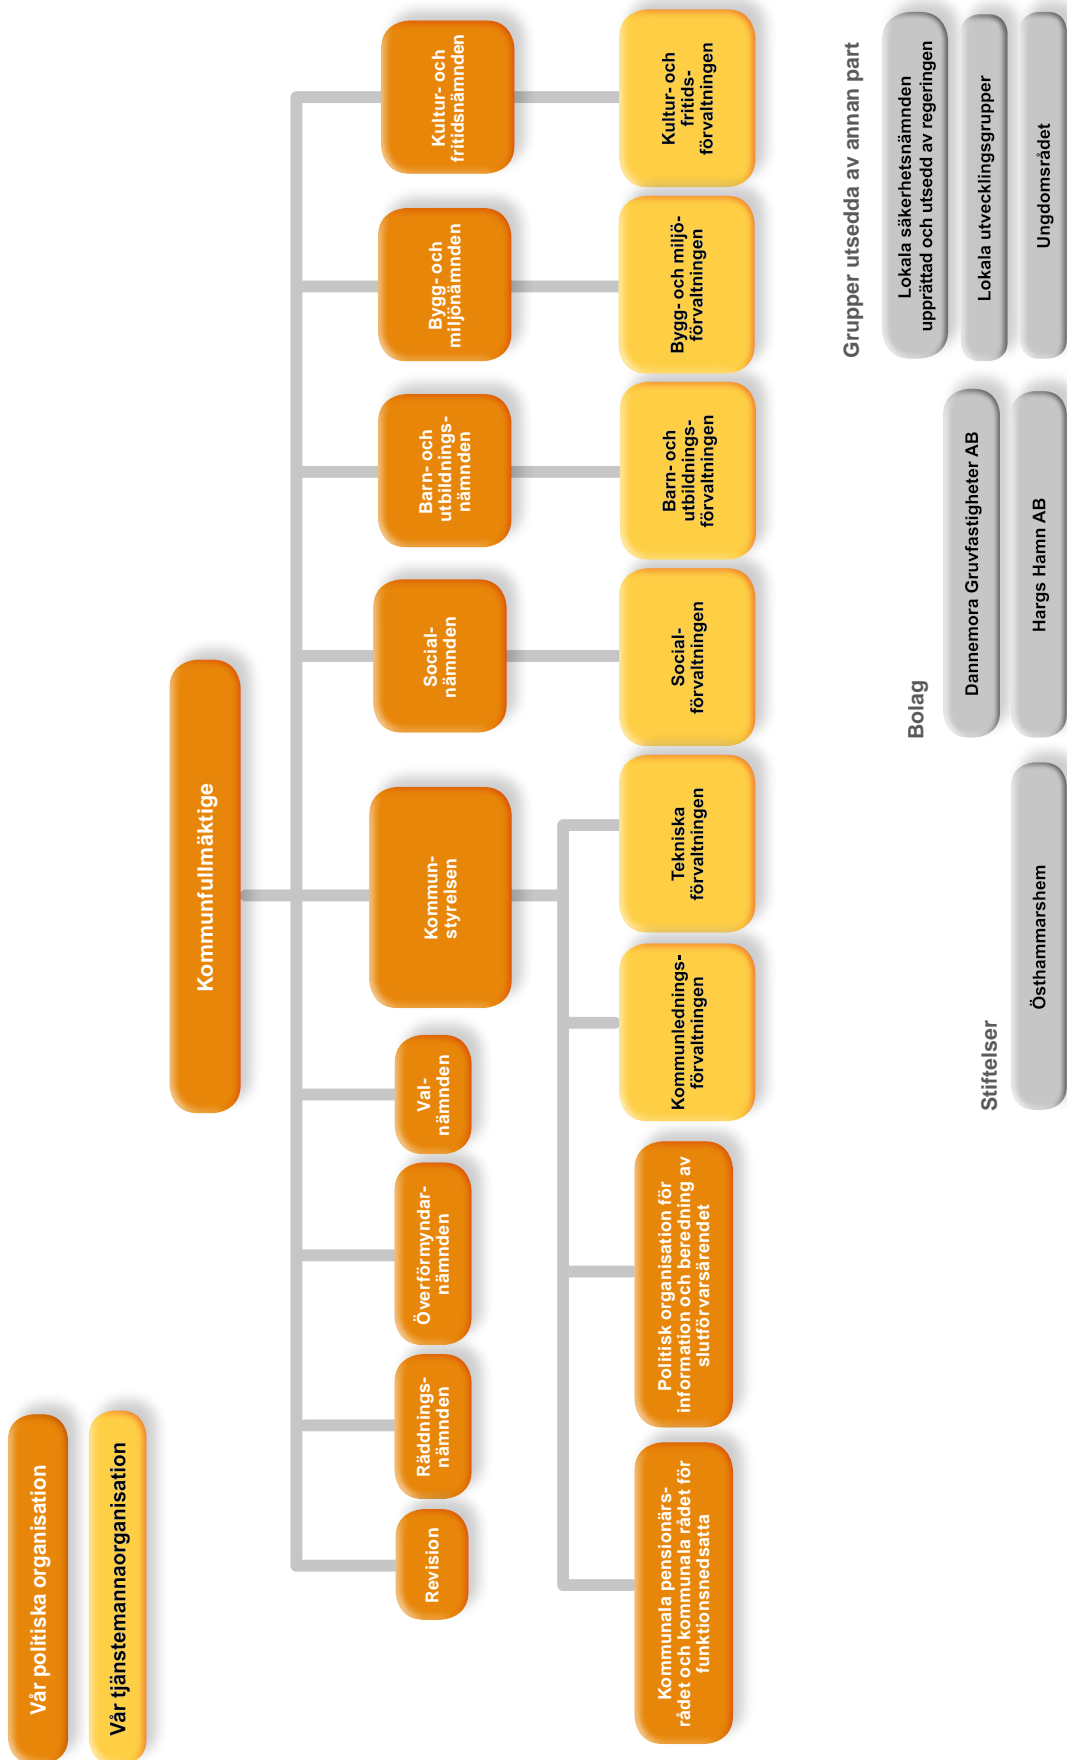 Vår politiska organisation
Vår tjänstemannaorganisation
Kommunfullmäktige
Revision
Räddnings-
nämnden
Överförmyndar-
nämnden
Val-
nämnden
Kommun-
styrelsen
Social-
nämnden
Barn- och
utbildnings-
nämnden
Bygg- och
miljönämnden
Kultur- och
fritidsnämnden
Kommunala pensionärs-
rådet och kommunala rådet för
funktionsnedsatta
Politisk organisation för
information och beredning av
slutförvarsärendet
Kommunlednings-
förvaltningen
Tekniska
förvaltningen
Social-
förvaltningen
Barn- och
utbildnings-
förvaltningen
Bygg- och miljö-
förvaltningen
Kultur- och
fritids-
förvaltningen
Stiftelser
Östhammarshem
Bolag
Dannemora Gruvfastigheter AB
Hargs Hamn AB
Grupper utsedda av annan part
Lokala säkerhetsnämnden
upprättad och utsedd av regeringen
Lokala utvecklingsgrupper
Ungdomsrådet